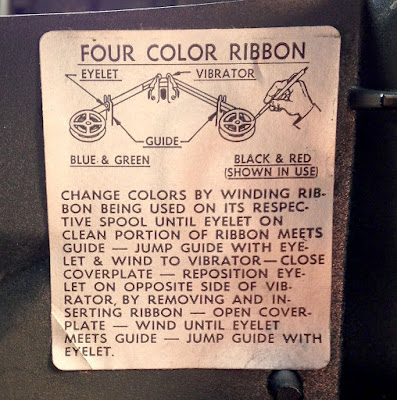 FOUR COLOR RIBBON
EYELET
VIBRATOR
GUIDE
BLUE & GREEN
BLACK & RED
(SHOWN IN USE)
CHANGE COLORS BY WINDING RIB-
BON BEING USED ON ITS RESPEC-
TIVE SPOOL UNTIL EYELET ON
CLEAN PORTION OF RIBBON MEETS
GUIDE — JUMP GUIDE WITH EYE-
LET & WIND TO VIBRATOR — CLOSE
COVERPLATE — REPOSITION EYE-
LET ON OPPOSITE SIDE OF VIB-
RATOR, BY REMOVING AND IN-
SERTING RIBBON — OPEN COVER-
PLATE — WIND UNTIL EYELET
MEETS GUIDE — JUMP GUIDE WITH
EYELET.